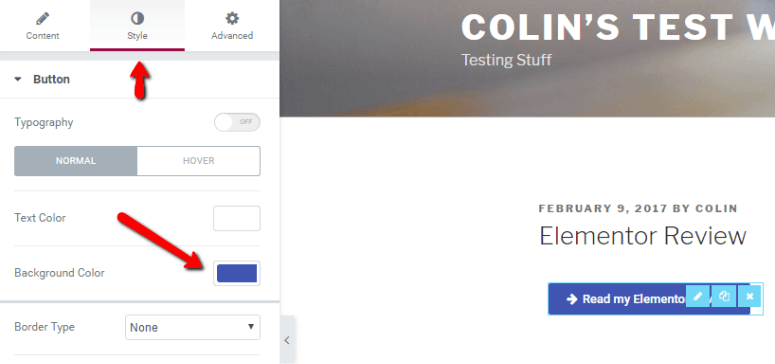 Content
Style
Advanced
Button
Typography
OFF
NORMAL
HOVER
Text Color
Background Color
Border Type
None
COLIN'S TEST W
Testing Stuff
FEBRUARY 9, 2017 BY COLIN
Elementor Review
Read my Elemento